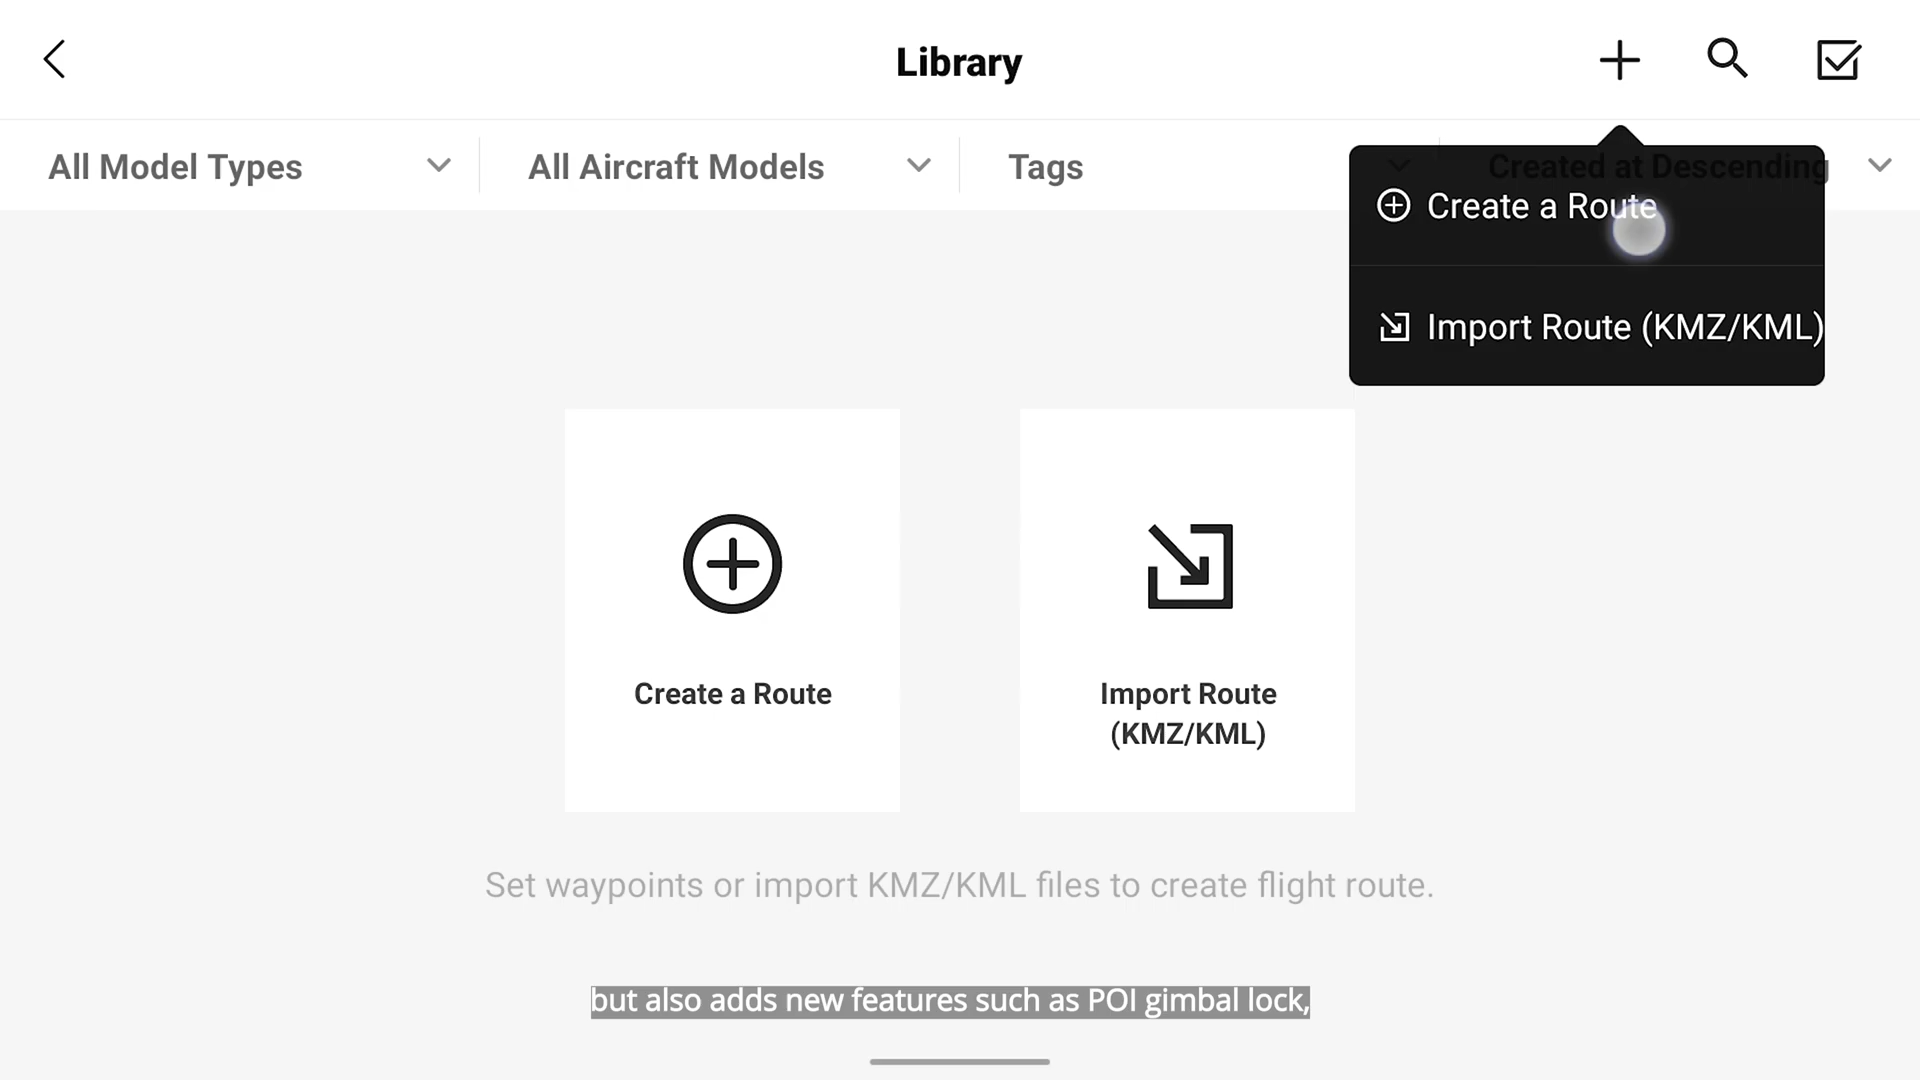 Library
All Model Types
All Aircraft Models
Tags
Created at Descending
Create a Route
Import Route (KMZ/KML)
Create a Route
Import Route
(KMZ/KML)
Set waypoints or import KMZ/KML files to create flight route.
but also adds new features such as POI gimbal lock,